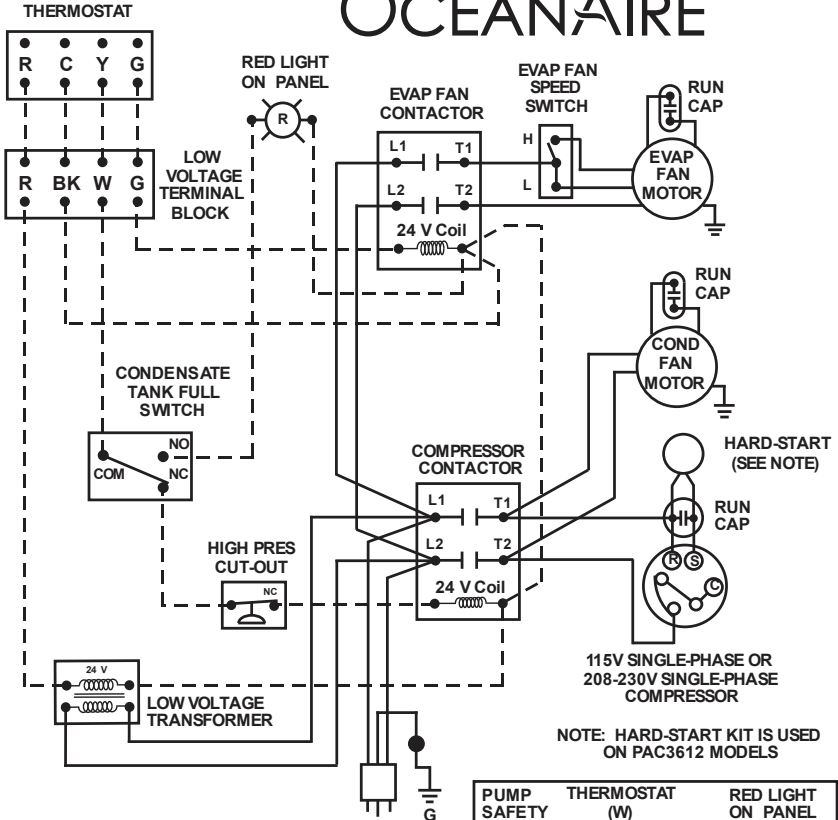 OCEANAIRE
THERMOSTAT
R C Y G
RED LIGHT
ON PANEL
R
EVAP FAN
CONTACTOR
L1 T1
L2 T2
24 V Coil
EVAP FAN
SPEED
SWITCH
H
L
RUN
CAP
EVAP
FAN
MOTOR
R BK W G
LOW
VOLTAGE
TERMINAL
BLOCK
RUN
CAP
COND
FAN
MOTOR
CONDENSATE
TANK FULL
SWITCH
NO
COM NC
COMPRESSOR
CONTACTOR
L1 T1
L2 T2
24 V Coil
HARD-START
(SEE NOTE)
RUN
CAP
R S
C
HIGH PRES
CUT-OUT
NC
115V SINGLE-PHASE OR
208-230V SINGLE-PHASE
COMPRESSOR
24 V
LOW VOLTAGE
TRANSFORMER
NOTE: HARD-START KIT IS USED
ON PAC3612 MODELS
G
PUMP
SAFETY
THERMOSTAT
(W)
RED LIGHT
ON PANEL